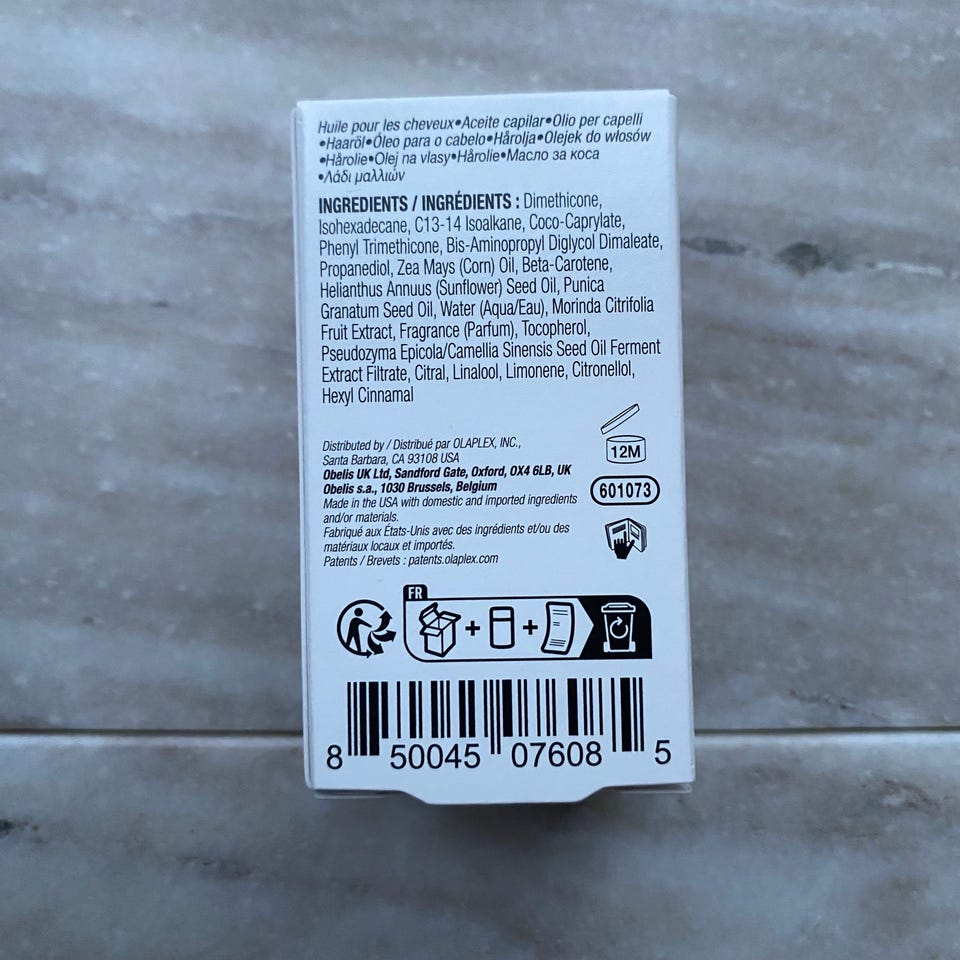 Huile pour les cheveux•Aceite capilar•Olio per capelli
•Haaröl•Óleo para o cabelo•Hårolja•Olejek do włosów
•Hårolie•Olej na vlasy•Hårolie•Масло за коса
•Λάδι μαλλιών
INGREDIENTS / INGRÉDIENTS : Dimethicone,
Isohexadecane, C13-14 Isoalkane, Coco-Caprylate,
Phenyl Trimethicone, Bis-Aminopropyl Diglycol Dimaleate,
Propanediol, Zea Mays (Corn) Oil, Beta-Carotene,
Helianthus Annuus (Sunflower) Seed Oil, Punica
Granatum Seed Oil, Water (Aqua/Eau), Morinda Citrifolia
Fruit Extract, Fragrance (Parfum), Tocopherol,
Pseudozyma Epicola/Camellia Sinensis Seed Oil Ferment
Extract Filtrate, Citral, Linalool, Limonene, Citronellol,
Hexyl Cinnamal
Distributed by / Distribué par OLAPLEX, INC.,
Santa Barbara, CA 93108 USA
Obelis UK Ltd, Sandford Gate, Oxford, OX4 6LB, UK
Obelis s.a., 1030 Brussels, Belgium
Made in the USA with domestic and imported ingredients
and/or materials.
Fabriqué aux États-Unis avec des ingrédients et/ou des
matériaux locaux et importés.
Patents / Brevets : patents.olaplex.com
12M
601073
FR
8 50045 07608 5